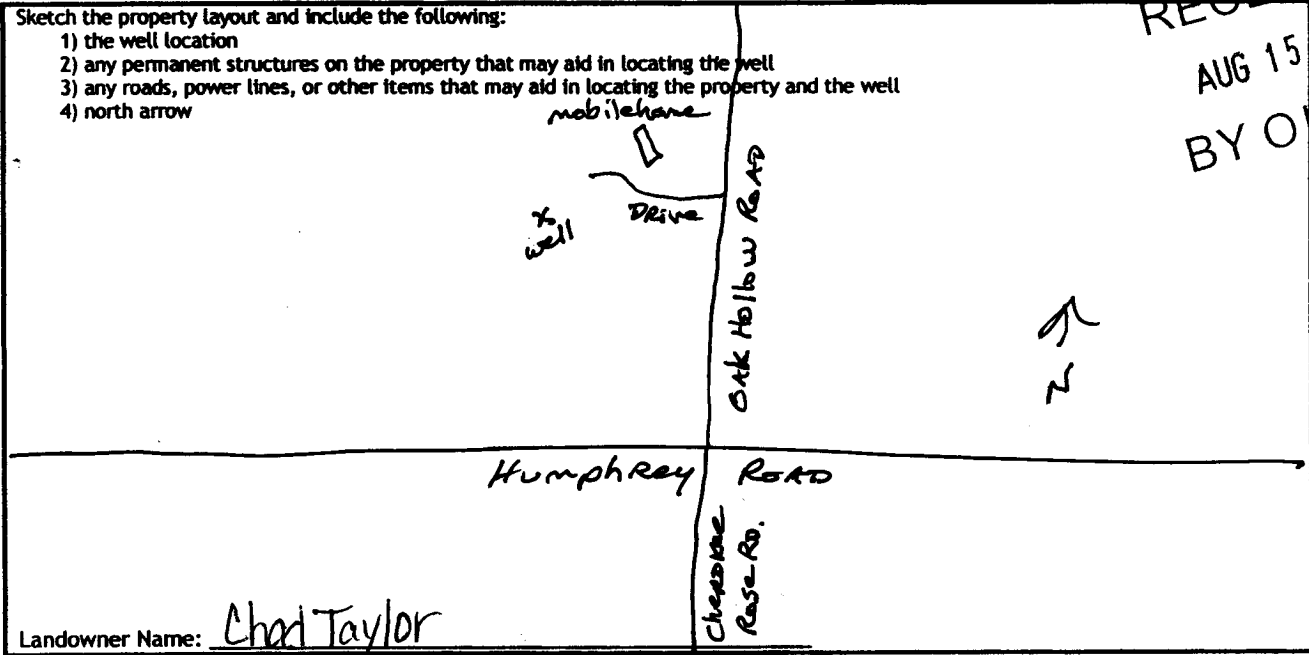 Sketch the property layout and include the following:
1) the well location
2) any permanent structures on the property that may aid in locating the well
3) any roads, power lines, or other items that may aid in locating the property and the well
4) north arrow
AUG 15
BY
mobilehome
Drive
well
Oak Hollow Road
N
Humphrey Road
Cherokee
Rose Rd.
Landowner Name: Chad Taylor